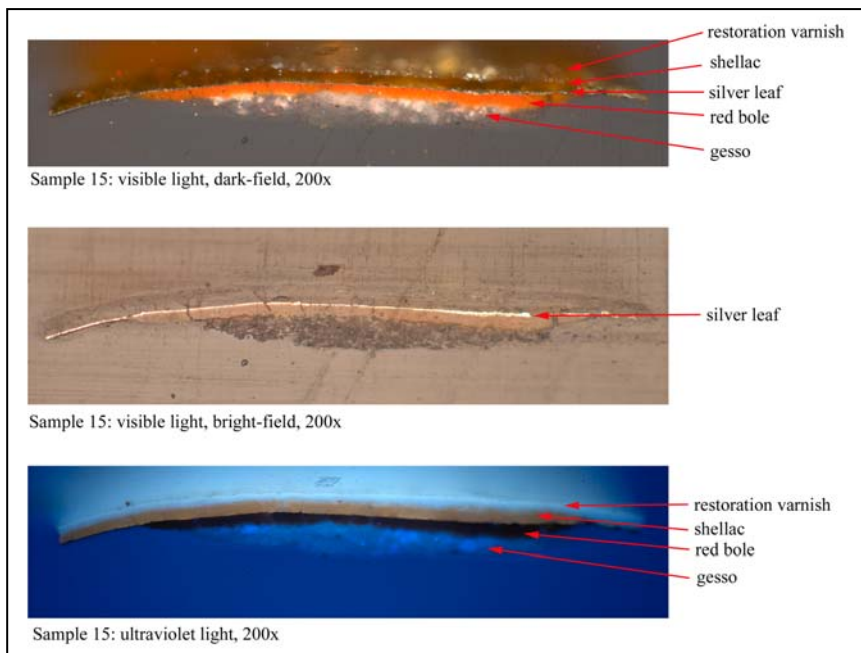 restoration varnish
shellac
silver leaf
red bole
gesso
Sample 15: visible light, dark-field, 200x
silver leaf
Sample 15: visible light, bright-field, 200x
restoration varnish
shellac
red bole
gesso
Sample 15: ultraviolet light, 200x